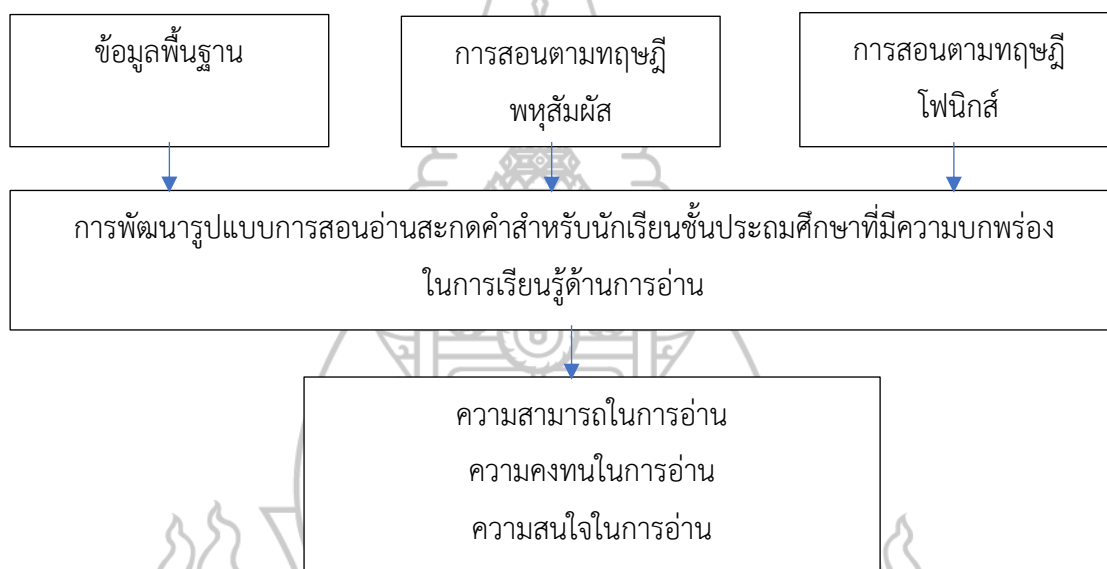 ข้อมูลพื้นฐาน
การสอนตามทฤษฎี
พหุสัมผัส
การสอนตามทฤษฎี
โฟนิกส์
การพัฒนารูปแบบการสอนอ่านสะกดคำสำหรับนักเรียนชั้นประถมศึกษาที่มีความบกพร่อง
ในการเรียนรู้ด้านการอ่าน
ความสามารถในการอ่าน
ความคงทนในการอ่าน
ความสนใจในการอ่าน